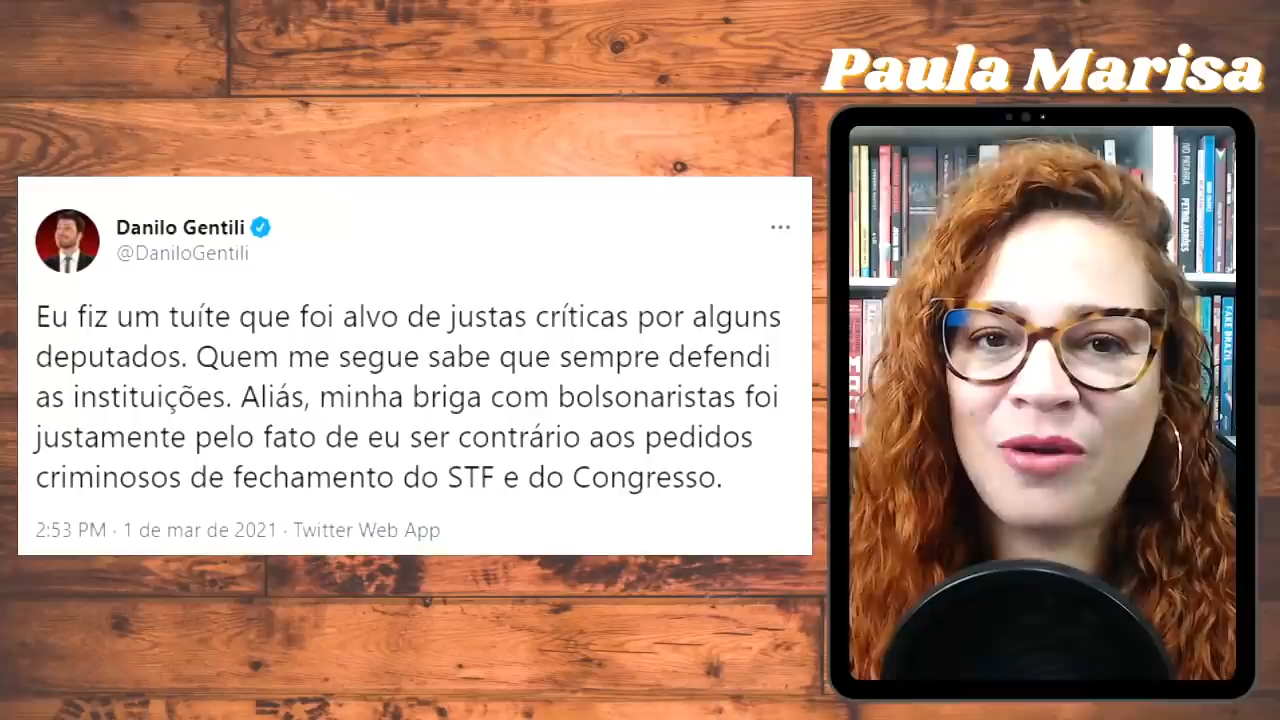 Paula Marisa
Danilo Gentili
@DaniloGentili
Eu fiz um tuíte que foi alvo de justas críticas por alguns
deputados. Quem me segue sabe que sempre defendi
as instituições. Aliás, minha briga com bolsonaristas foi
justamente pelo fato de eu ser contrário aos pedidos
criminosos de fechamento do STF e do Congresso.
2:53 PM · 1 de mar de 2021 · Twitter Web App
FAKE BRAZIL